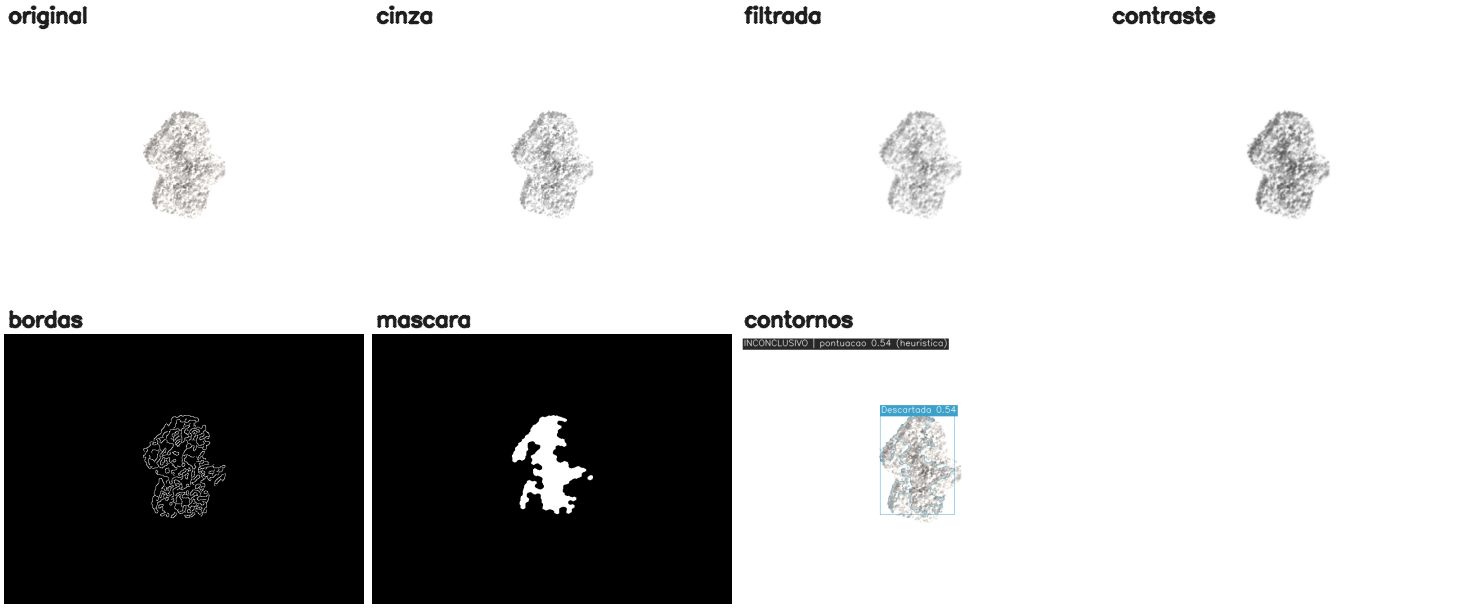 original
cinza
filtrada
contraste
bordas
mascara
contornos
INCONCLUSIVO | pontuacao 0.54 (heuristica)
Descartada 0.54